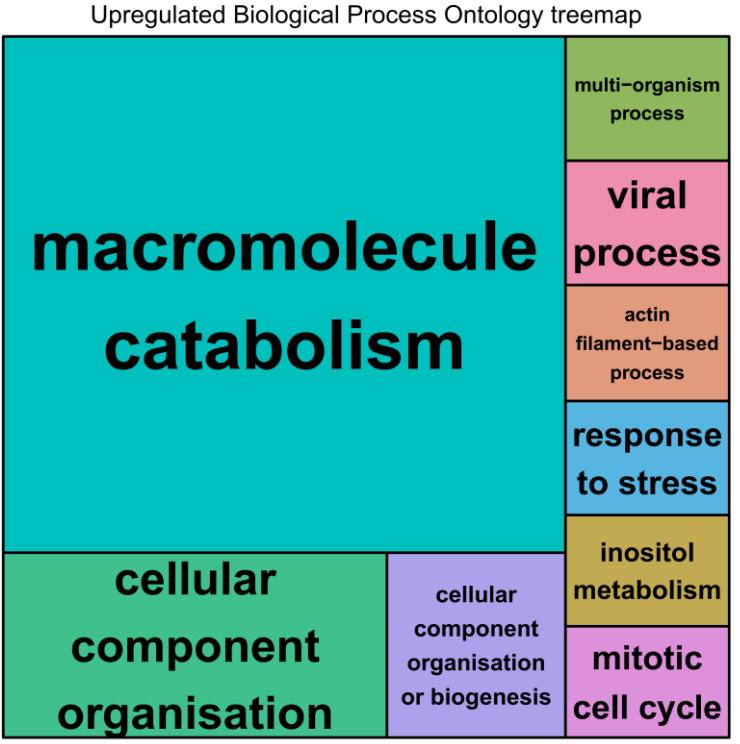 Upregulated Biological Process Ontology treemap
macromolecule
catabolism
cellular
component
organisation
cellular
component
organisation
or biogenesis
multi−organism
process
viral
process
actin
filament−based
process
response
to stress
inositol
metabolism
mitotic
cell cycle